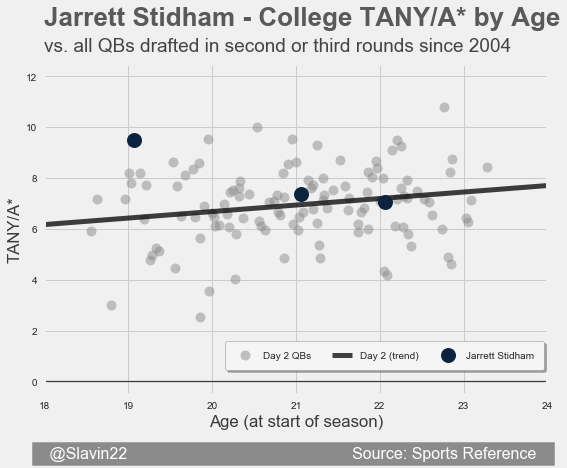 Jarrett Stidham - College TANY/A* by Age
vs. all QBs drafted in second or third rounds since 2004
12
10
8
6
4
2
0
TANY/A*
Day 2 QBs
Day 2 (trend)
Jarrett Stidham
18
19
20
21
22
23
24
Age (at start of season)
@Slavin22
Source: Sports Reference